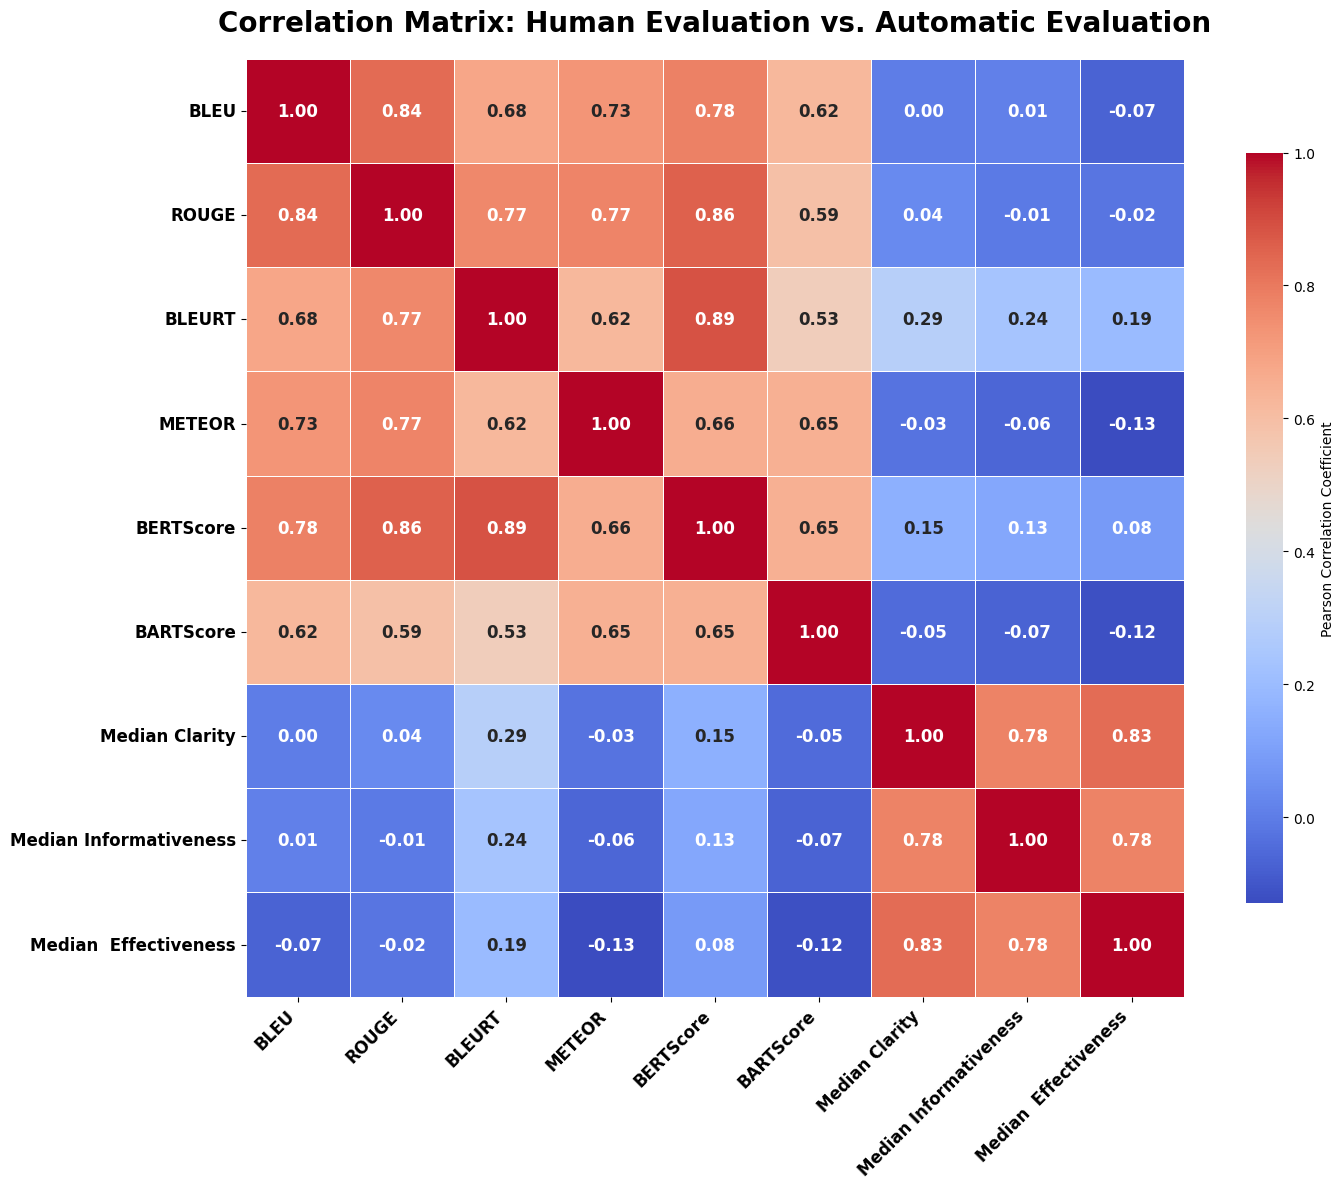 Correlation Matrix: Human Evaluation vs. Automatic Evaluation
BLEU 1.00 0.84 0.68 0.73 0.78 0.62 0.00 0.01 -0.07
ROUGE 0.84 1.00 0.77 0.77 0.86 0.59 0.04 -0.01 -0.02
BLEURT 0.68 0.77 1.00 0.62 0.89 0.53 0.29 0.24 0.19
METEOR 0.73 0.77 0.62 1.00 0.66 0.65 -0.03 -0.06 -0.13
BERTScore 0.78 0.86 0.89 0.66 1.00 0.65 0.15 0.13 0.08
BARTScore 0.62 0.59 0.53 0.65 0.65 1.00 -0.05 -0.07 -0.12
Median Clarity 0.00 0.04 0.29 -0.03 0.15 -0.05 1.00 0.78 0.83
Median Informativeness 0.01 -0.01 0.24 -0.06 0.13 -0.07 0.78 1.00 0.78
Median  Effectiveness -0.07 -0.02 0.19 -0.13 0.08 -0.12 0.83 0.78 1.00
BLEU
ROUGE
BLEURT
METEOR
BERTScore
BARTScore
Median Clarity
Median Informativeness
Median  Effectiveness
1.0
0.8
0.6
0.4
0.2
0.0
Pearson Correlation Coefficient